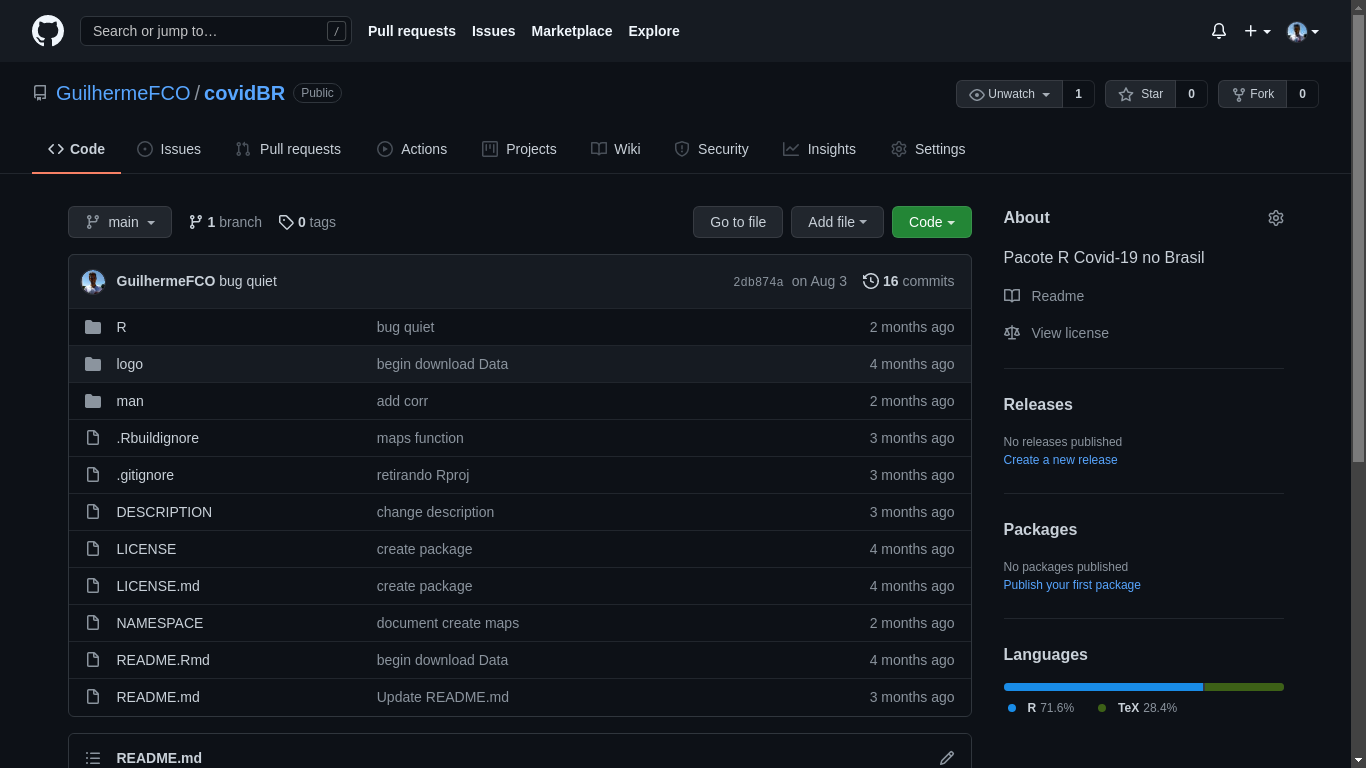 Search or jump to… /
Pull requests Issues Marketplace Explore
GuilhermeFCO / covidBR Public
Unwatch 1 Star 0 Fork 0
Code Issues Pull requests Actions Projects Wiki Security Insights Settings
main 1 branch 0 tags Go to file Add file Code
GuilhermeFCO bug quiet 2db874a on Aug 3 16 commits
R bug quiet 2 months ago
logo begin download Data 4 months ago
man add corr 2 months ago
.Rbuildignore maps function 3 months ago
.gitignore retirando Rproj 3 months ago
DESCRIPTION change description 3 months ago
LICENSE create package 4 months ago
LICENSE.md create package 4 months ago
NAMESPACE document create maps 2 months ago
README.Rmd begin download Data 4 months ago
README.md Update README.md 3 months ago
README.md
About
Pacote R Covid-19 no Brasil
Readme
View license
Releases
No releases published
Create a new release
Packages
No packages published
Publish your first package
Languages
R 71.6% TeX 28.4%